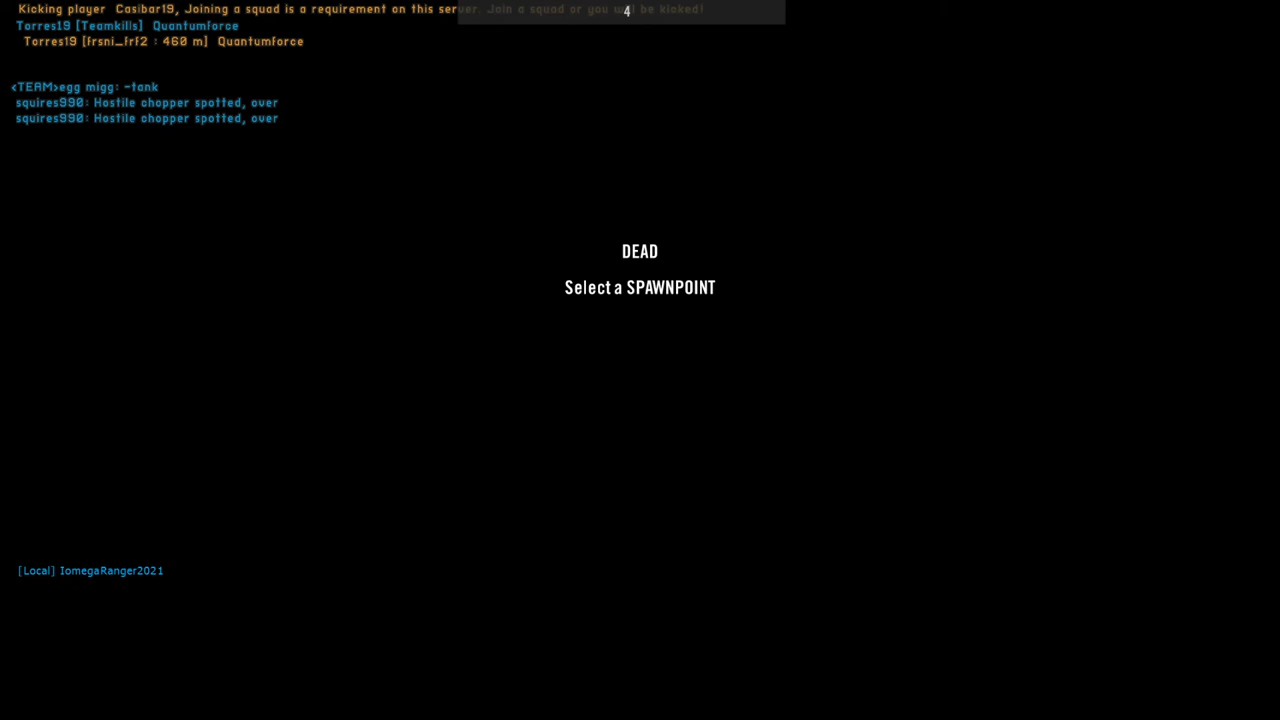 Kicking player Casibar19, Joining a squad is a requirement on this server. Join a squad or you will be kicked!
4
Torres19 [Teamkills] Quantumforce
Torres19 [frsni_frf2 : 460 m] Quantumforce
<TEAM>egg migg: -tank
squires990: Hostile chopper spotted, over
squires990: Hostile chopper spotted, over
DEAD
Select a SPAWNPOINT
[Local] IomegaRanger2021